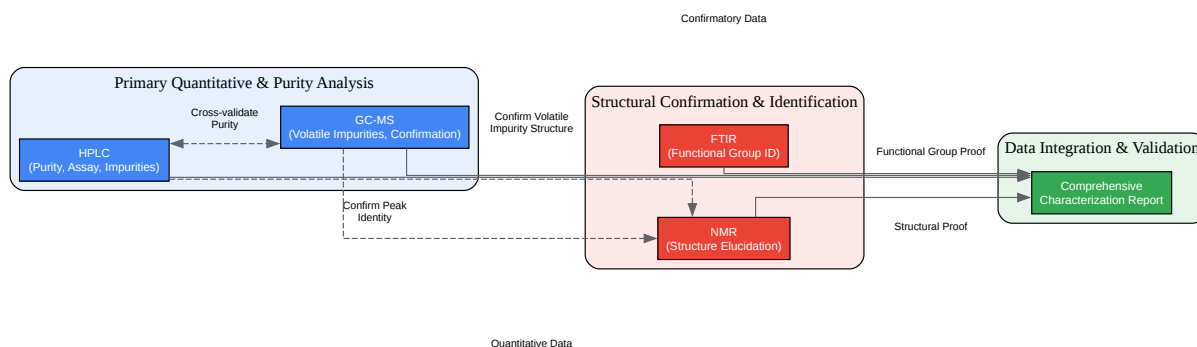 Confirmatory Data
Primary Quantitative & Purity Analysis
Cross-validate
Purity
GC-MS
(Volatile Impurities, Confirmation)
HPLC
(Purity, Assay, Impurities)
Confirm Volatile
Impurity Structure
Confirm Peak
Identity
Structural Confirmation & Identification
FTIR
(Functional Group ID)
NMR
(Structure Elucidation)
Functional Group Proof
Structural Proof
Data Integration & Validation
Comprehensive
Characterization Report
Quantitative Data